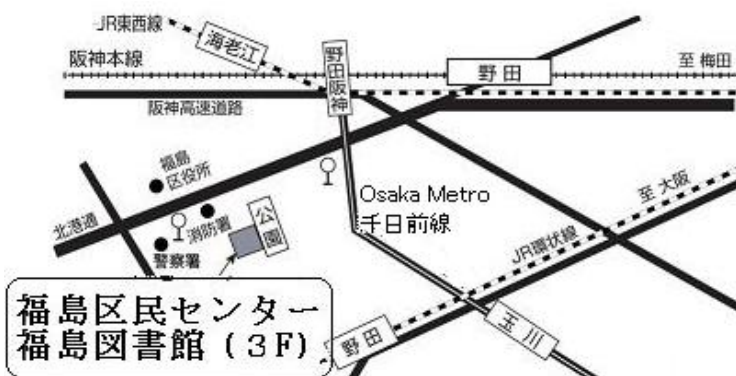 JR東西線
海老江
阪神本線
野田阪神
野田
至 梅田
阪神高速道路
福島
区役所
Osaka Metro
千日前線
至 大阪
北港通
消防署
公園
警察署
JR環状線
福島区民センター
福島図書館(3F)
野田
玉川